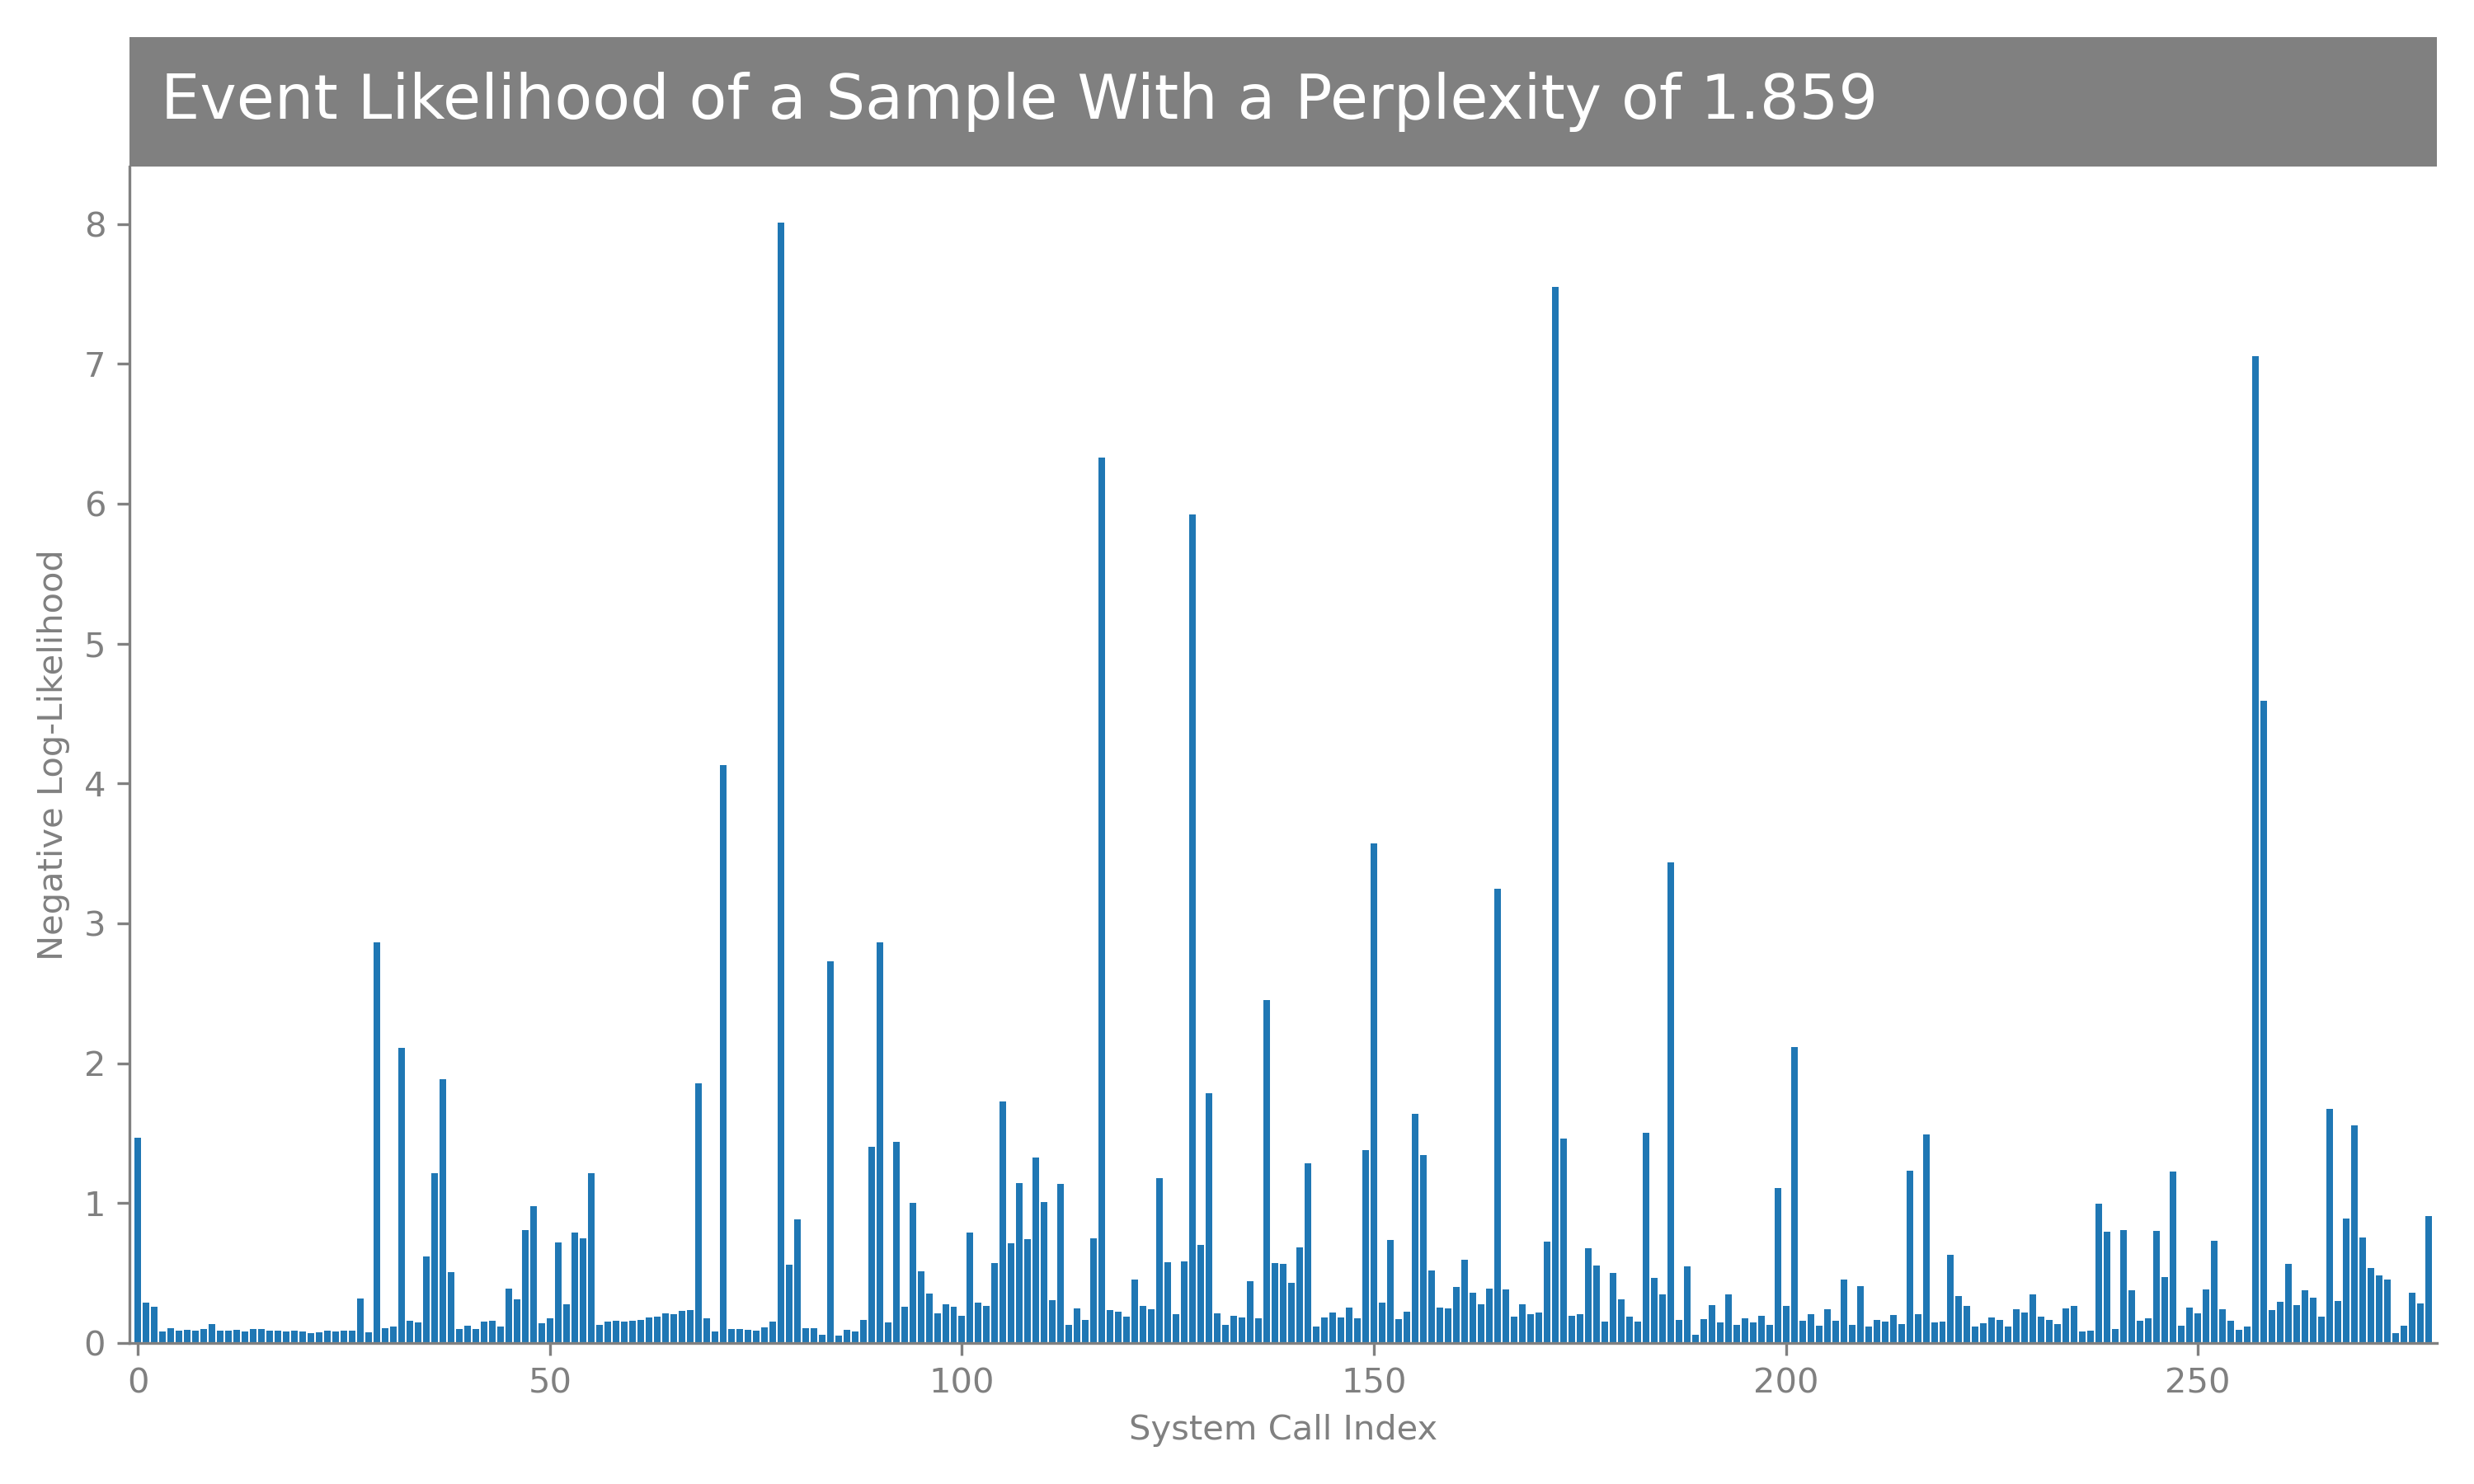 Event Likelihood of a Sample With a Perplexity of 1.859
8
7
6
5
4
3
2
1
0
Negative Log-Likelihood
0 50 100 150 200 250
System Call Index